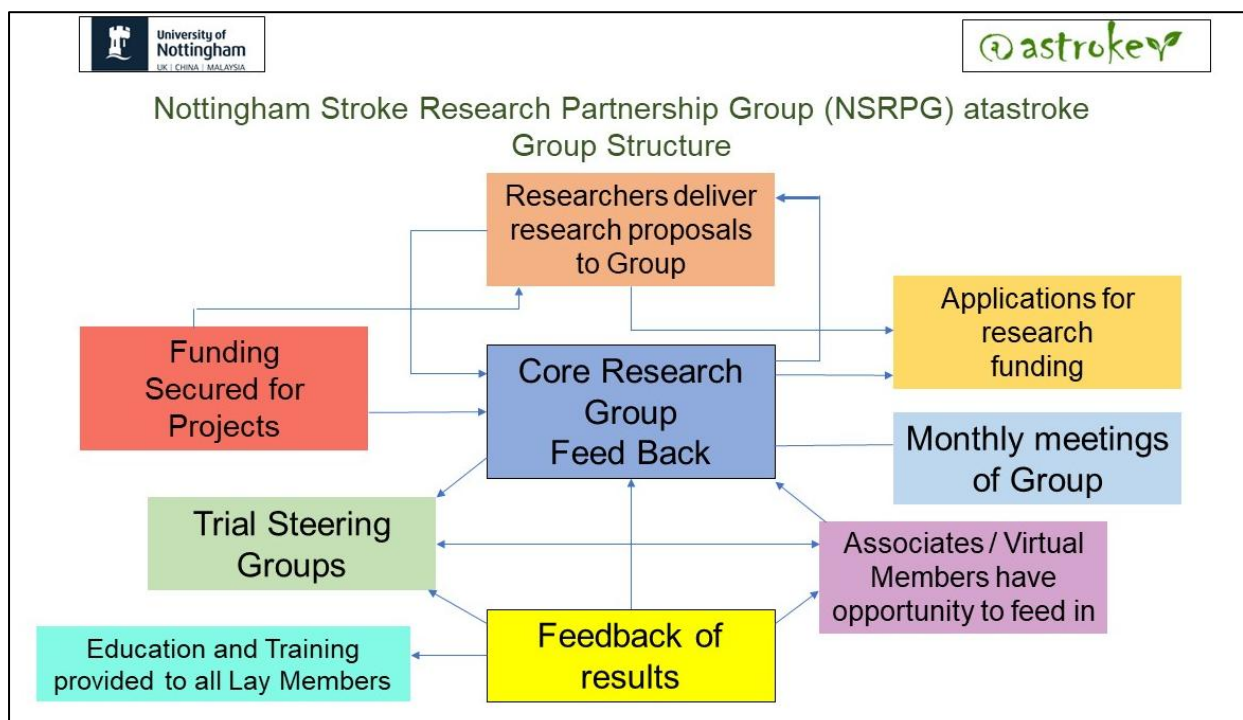 University of
Nottingham
UK | CHINA | MALAYSIA
@astroke
Nottingham Stroke Research Partnership Group (NSRPG) atastroke
Group Structure
Researchers deliver
research proposals
to Group
Applications for
research
funding
Funding
Secured for
Projects
Core Research
Group
Feed Back
Monthly meetings
of Group
Trial Steering
Groups
Associates / Virtual
Members have
opportunity to feed in
Feedback of
results
Education and Training
provided to all Lay Members